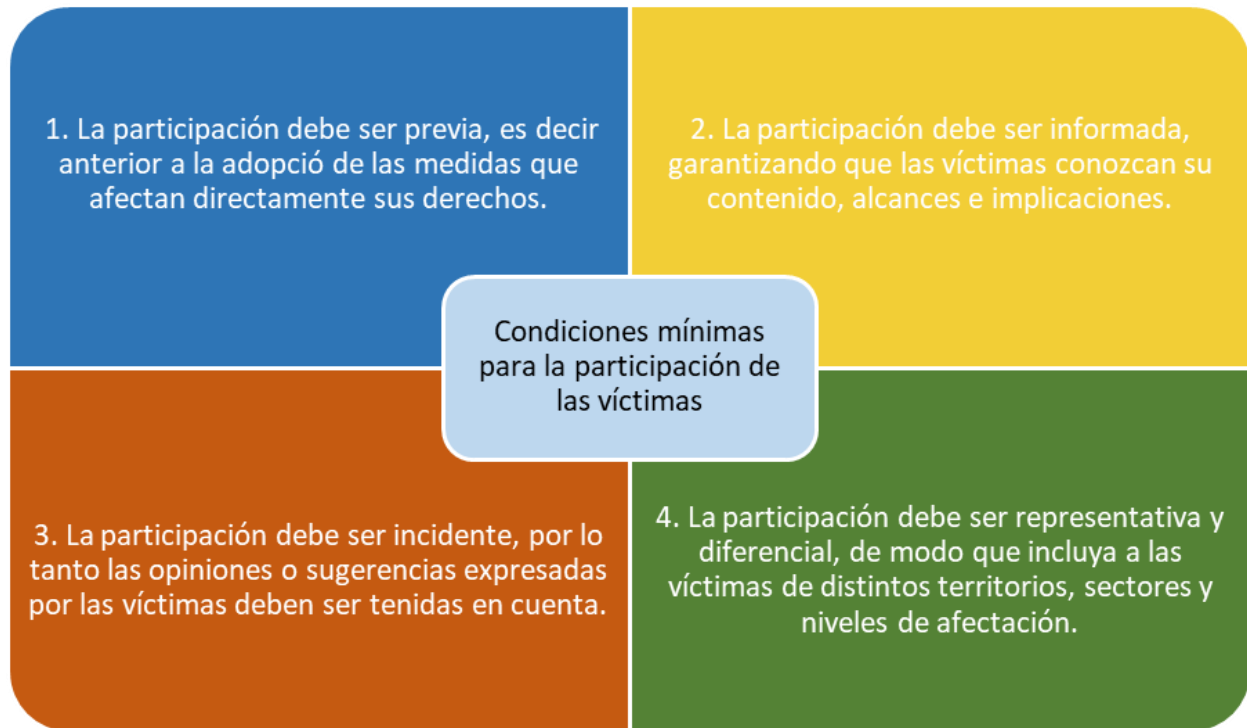 1. La participación debe ser previa, es decir
anterior a la adopció de las medidas que
afectan directamente sus derechos.
2. La participación debe ser informada,
garantizando que las víctimas conozcan su
contenido, alcances e implicaciones.
Condiciones mínimas
para la participación de
las víctimas
3. La participación debe ser incidente, por lo
tanto las opiniones o sugerencias expresadas
por las víctimas deben ser tenidas en cuenta.
4. La participación debe ser representativa y
diferencial, de modo que incluya a las
víctimas de distintos territorios, sectores y
niveles de afectación.